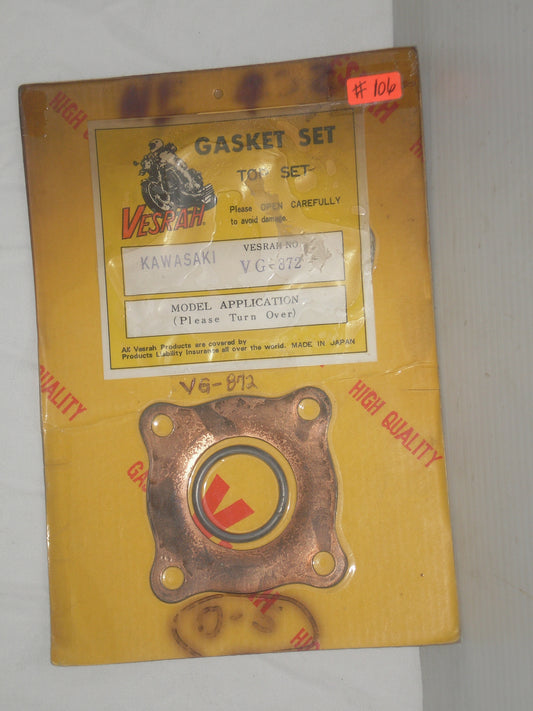 # 106
HIGH
GASKET SET
TOP SET
VESRAH
Please OPEN CAREFULLY
to avoid damage.
VESRAH NO.
KAWASAKI
VG-872
MODEL APPLICATION
(Please Turn Over)
All Vesrah Products are covered by
Products Liability Insurance all over the world. MADE IN JAPAN
VG-872
QUALITY
HIGH QUALITY
HIGH